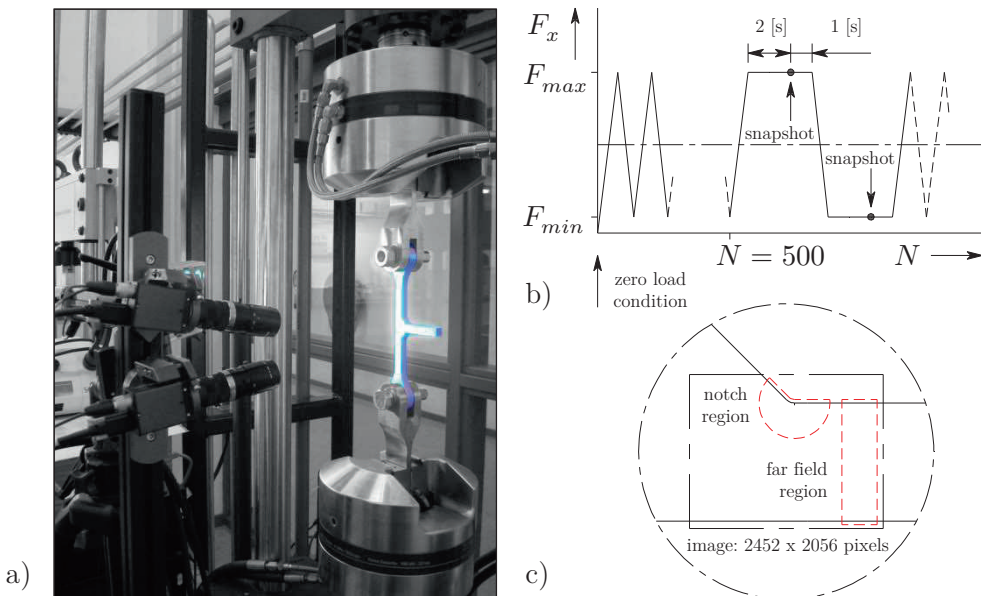 a)
b)
F_x
2 [s]
1 [s]
F_max
snapshot
snapshot
F_min
N = 500
N
zero load
condition
c)
notch
region
far field
region
image: 2452 x 2056 pixels